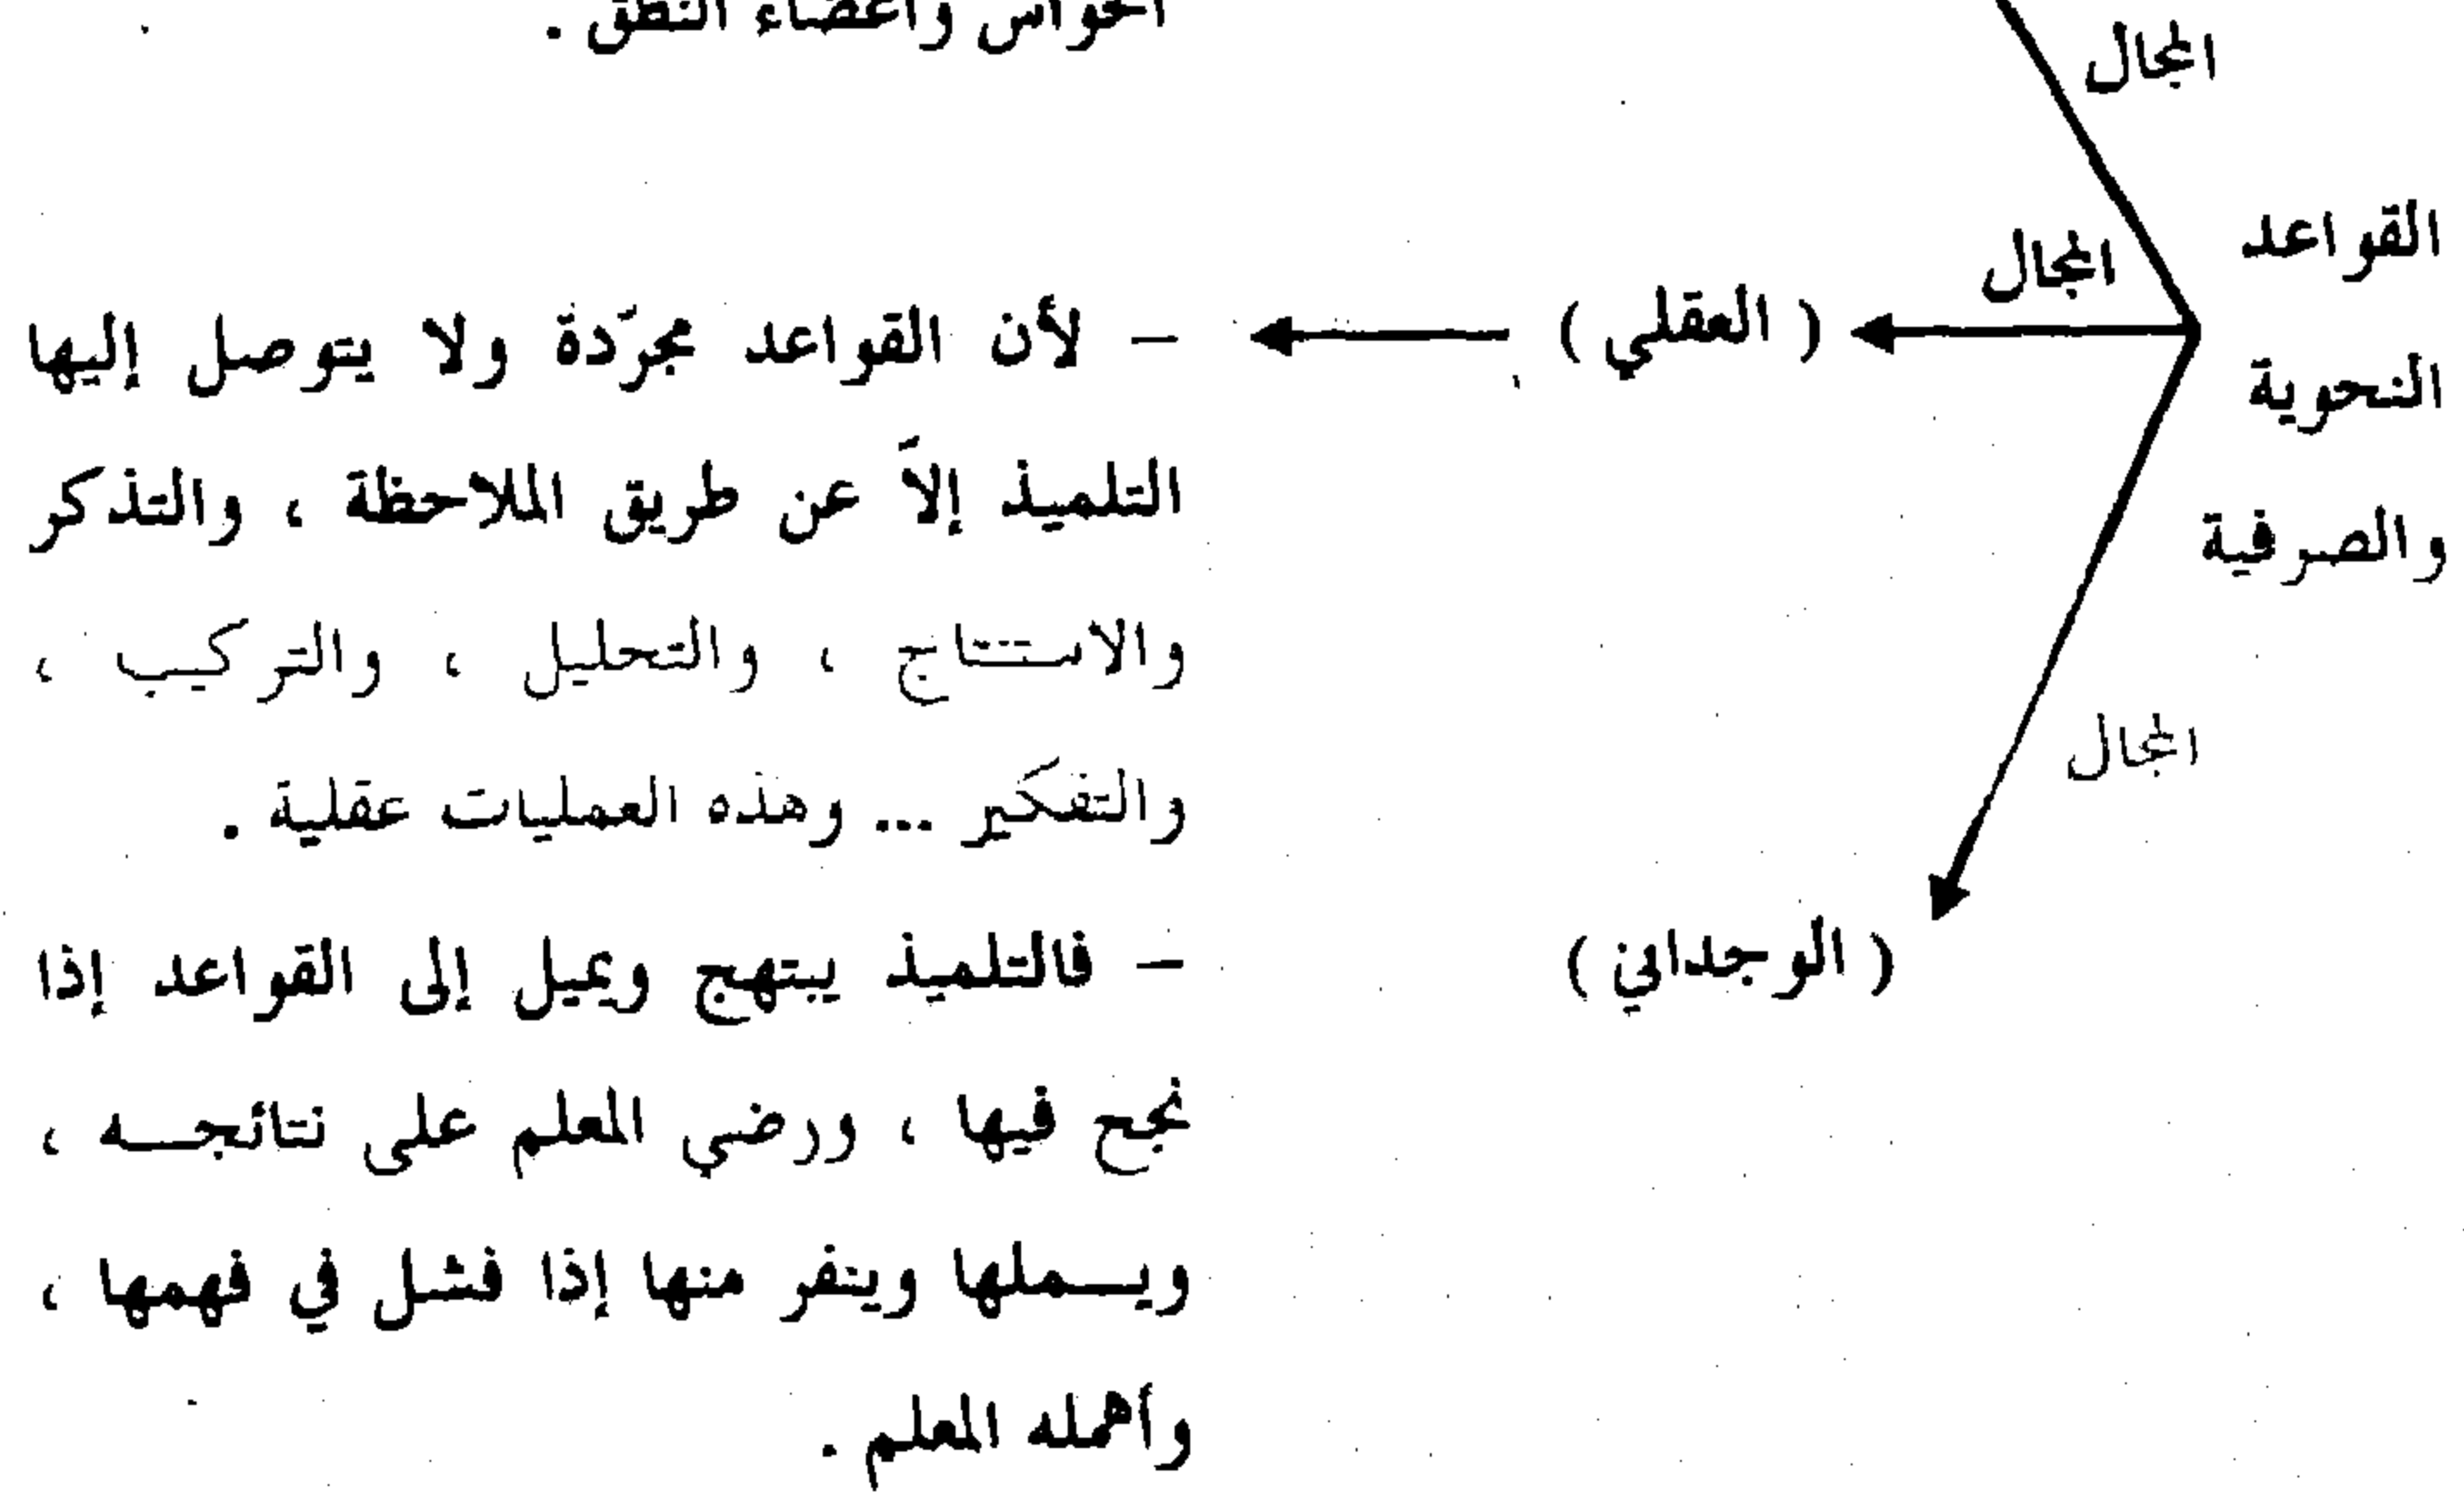 الحواس وأعضاء النطق .
المجال
القواعد
النحوية
والصرفية
المجال
( العقلي )
– لأن القواعد مجرّدة ولا يتوصل إليها
التلميذ إلاّ عن طريق الملاحظة ، والتذكر
والاستنتاج ، والتحليل ، والتركيب ،
والتفكير ... وهذه العمليات عقلية .
المجال
( الوجداني )
– فالتلميذ يبتهج ويميل إلى القواعد إذا
نجح فيها ، ورضي المعلم على نتائجــه ،
ويــملها وينفر منها إذا فشل في فهمها ،
وأهمله المعلم .